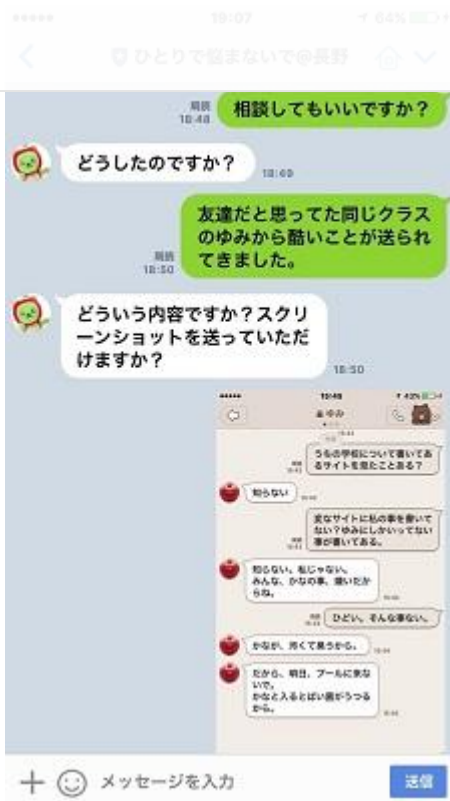 19:07
64%
ひとりで悩まないで@長野
既読
18:48
相談してもいいですか？
どうしたのですか？
18:49
友達だと思ってた同じクラス
のゆみから酷いことが送られ
てきました。
既読
18:50
どういう内容ですか？スクリ
ーンショットを送っていただ
けますか？
18:50
ゆみ
うちの学校について書いてあ
るサイトを見たことある？
知らない
変なサイトに私の事を書いて
ない？ゆみにしかいってない
事が書いてある。
知らない。私じゃない。
みんな、かなの事、嫌いだか
らね。
ひどい。そんな事ない。
かなが、汚くて臭うから。
だから、明日、プールに来な
いで。
かなと入るとばい菌がうつる
から。
メッセージを入力
送信